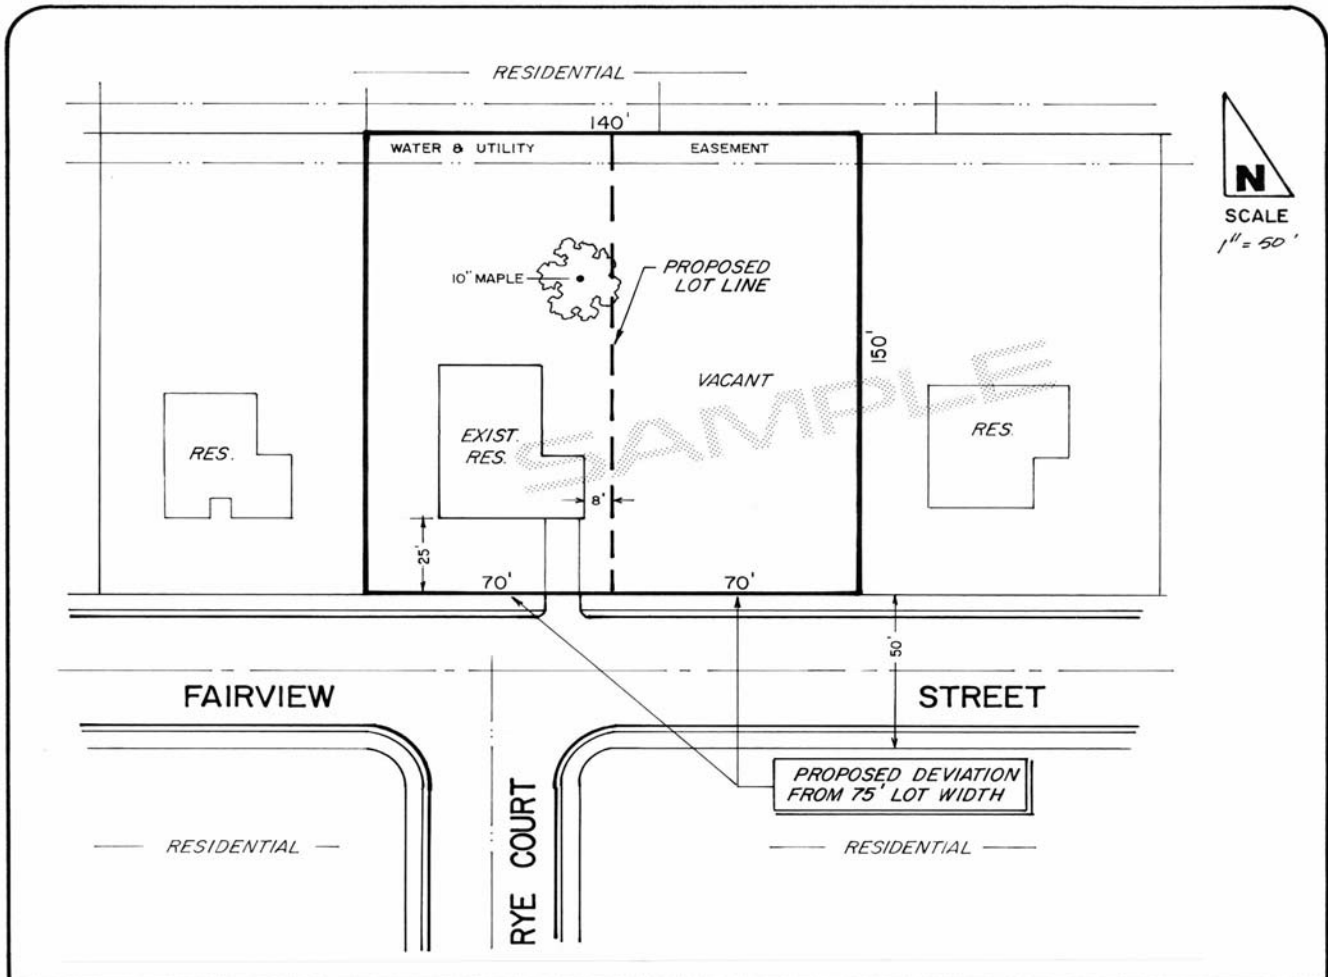 RESIDENTIAL
140'
WATER & UTILITY EASEMENT
N
SCALE
1" = 50'
10" MAPLE
PROPOSED
LOT LINE
150'
VACANT
SAMPLE
RES.
EXIST.
RES.
RES.
8'
25'
70' 70'
50'
FAIRVIEW STREET
PROPOSED DEVIATION
FROM 75' LOT WIDTH
RYE COURT
RESIDENTIAL
RESIDENTIAL